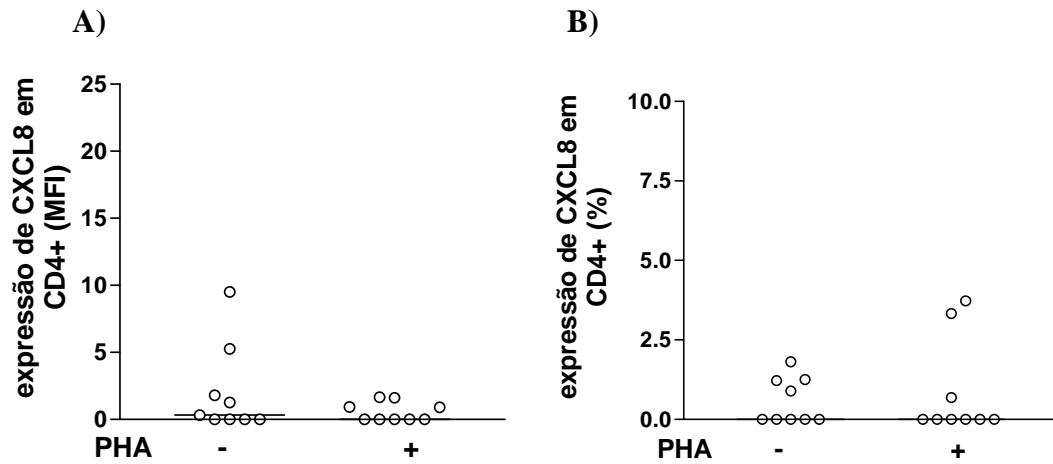 A)
expressão de CXCL8 em
CD4+ (MFI)
25
20
15
10
5
0
PHA - +
B)
expressão de CXCL8 em
CD4+ (%)
10.0
7.5
5.0
2.5
0.0
PHA - +